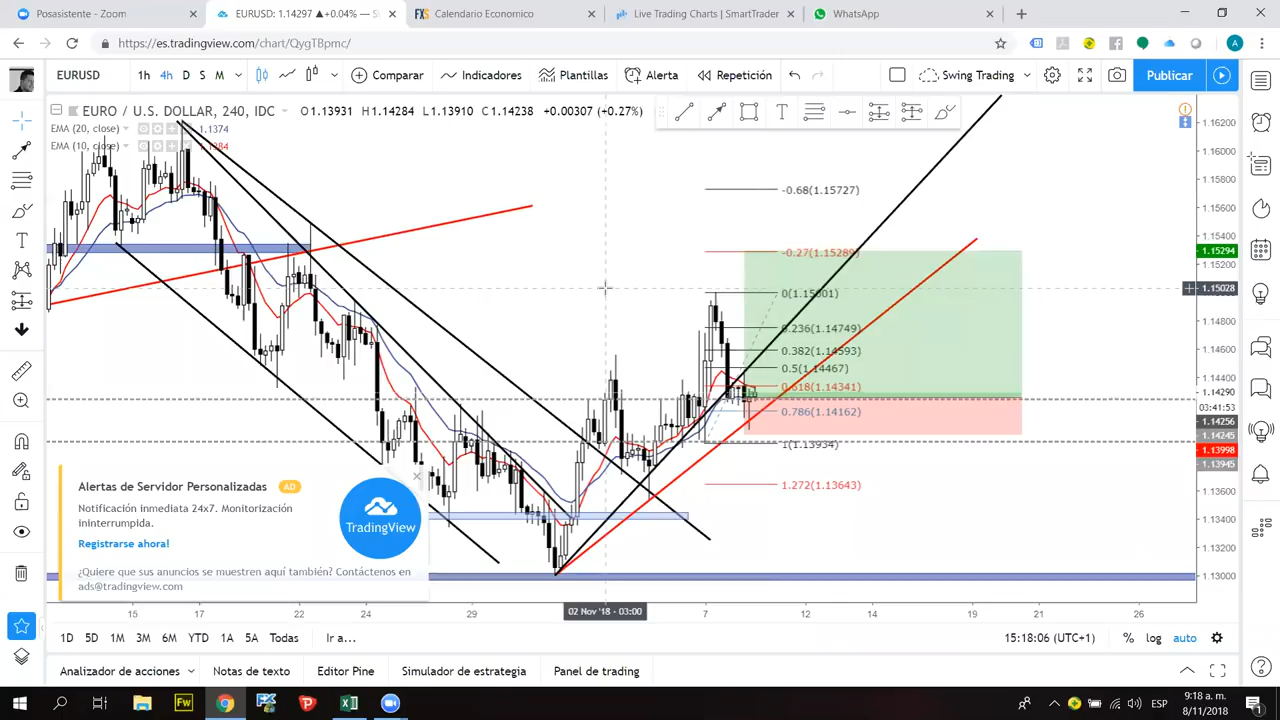 Posasistente - Zoom
EURUSD: 1.14297 ▲+0.04%
Calendario Economico
Live Trading Charts | SmartTrader
WhatsApp
https://es.tradingview.com/chart/QygTBpmc/
EURUSD 1h 4h D S M Comparar Indicadores Plantillas Alerta Repetición Swing Trading Publicar
EURO / U.S. DOLLAR, 240, IDC O1.13931 H1.14284 L1.13910 C1.14238 +0.00307 (+0.27%)
EMA (20, close) 1.1374
EMA (10, close)
1.16200
1.16000
1.15800
1.15600
1.15400
1.15294
1.15200
1.15028
1.14800
1.14600
1.14400
1.14290
03:41:53
1.14256
1.14245
1.13998
1.13945
1.13600
1.13400
1.13200
1.13000
-0.68(1.15727)
-0.27(1.15289)
0(1.15001)
0.236(1.14749)
0.382(1.14593)
0.5(1.14467)
0.618(1.14341)
0.786(1.14162)
1(1.13934)
1.272(1.13643)
Alertas de Servidor Personalizadas AD
Notificación inmediata 24x7. Monitorización
ininterrumpida.
Registrarse ahora!
TradingView
¿Quiere que sus anuncios se muestren aquí también? Contáctenos en
ads@tradingview.com
15 17 22 24 29 02 Nov '18 - 03:00 7 12 14 19 21 26
1D 5D 1M 3M 6M YTD 1A 5A Todas Ir a... 15:18:06 (UTC+1) % log auto
Analizador de acciones Notas de texto Editor Pine Simulador de estrategia Panel de trading
ESP
9:18 a. m.
8/11/2018